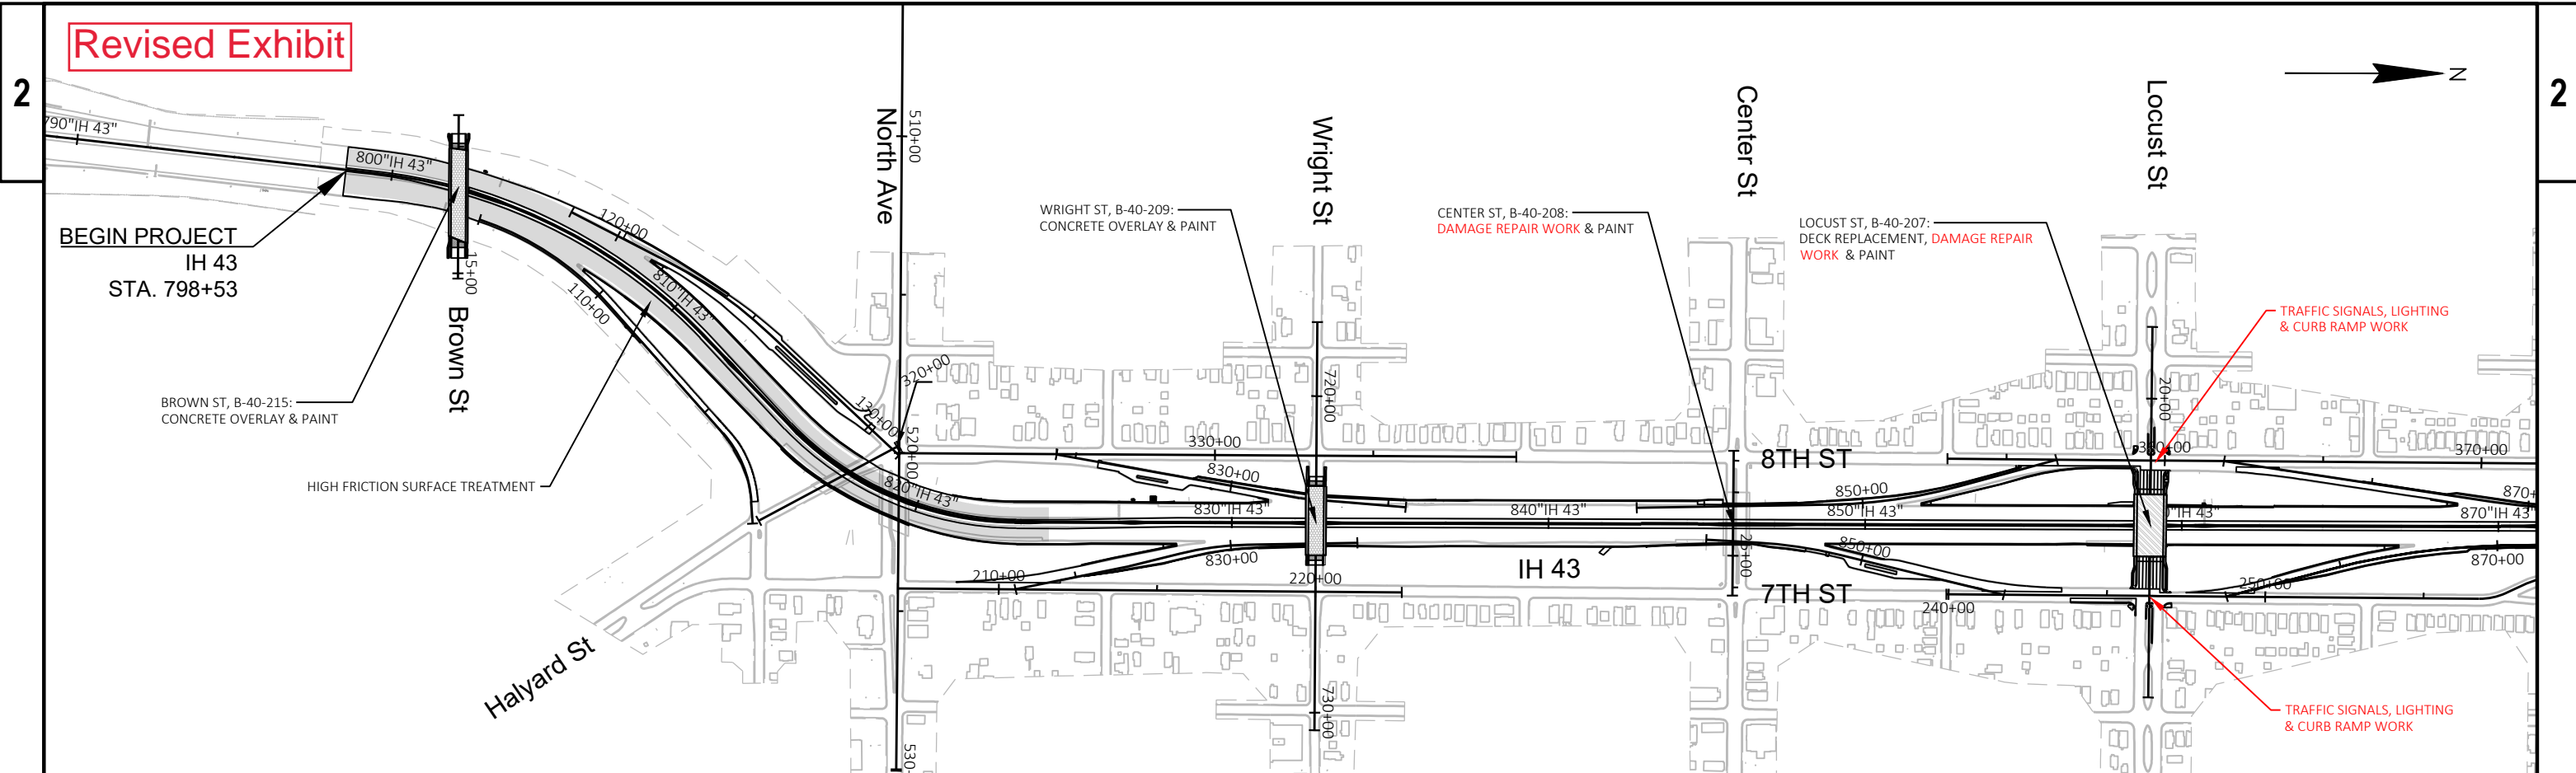 Revised Exhibit
2
2
N
790"IH 43"
800"IH 43"
BEGIN PROJECT
IH 43
STA. 798+53
15+00
Brown St
BROWN ST, B-40-215:
CONCRETE OVERLAY & PAINT
120+00
110+00
810"IH 43"
HIGH FRICTION SURFACE TREATMENT
130+00
Halyard St
North Ave
510+00
320+00
520+00
820"IH 43"
530
210+00
WRIGHT ST, B-40-209:
CONCRETE OVERLAY & PAINT
Wright St
720+00
330+00
830+00
830"IH 43"
830+00
220+00
730+00
CENTER ST, B-40-208:
DAMAGE REPAIR WORK & PAINT
Center St
840"IH 43"
IH 43
25+00
8TH ST
7TH ST
850+00
850"IH 43"
850+00
240+00
LOCUST ST, B-40-207:
DECK REPLACEMENT, DAMAGE REPAIR
WORK & PAINT
Locust St
20+00
TRAFFIC SIGNALS, LIGHTING
& CURB RAMP WORK
"IH 43"
250+00
370+00
870+
870"IH 43"
870+00
TRAFFIC SIGNALS, LIGHTING
& CURB RAMP WORK